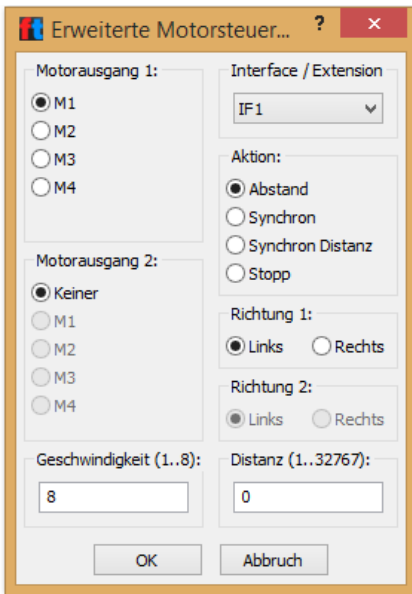 Erweiterte Motorsteuer... ?
Motorausgang 1:
M1
M2
M3
M4
Motorausgang 2:
Keiner
M1
M2
M3
M4
Geschwindigkeit (1..8):
8
Interface / Extension
IF1
Aktion:
Abstand
Synchron
Synchron Distanz
Stopp
Richtung 1:
Links Rechts
Richtung 2:
Links Rechts
Distanz (1..32767):
0
OK Abbruch